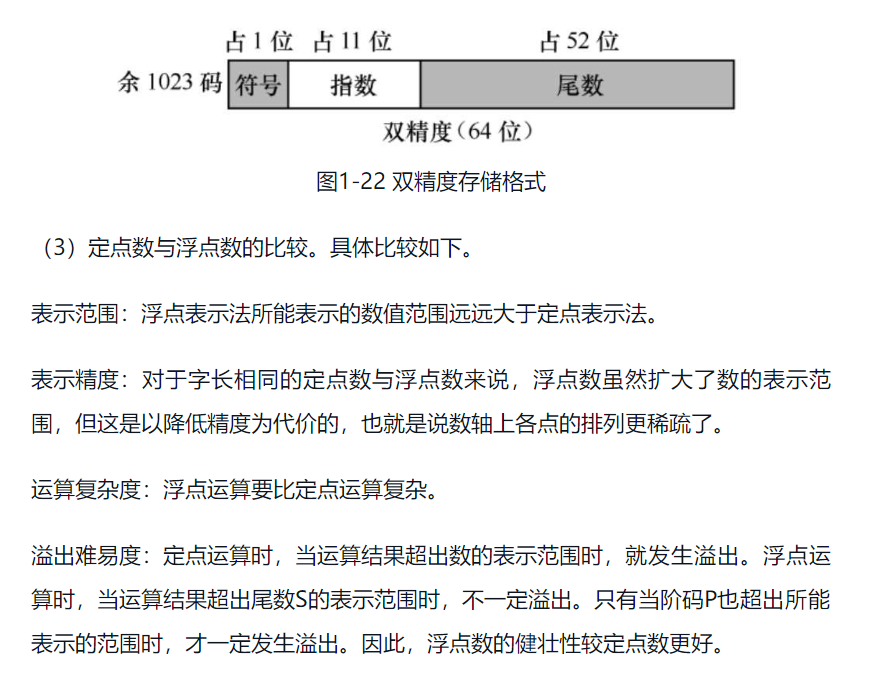 占 1 位 占 11 位 占 52 位
余 1023 码 符号 指数 尾数
双精度(64 位)
图1-22 双精度存储格式
（3）定点数与浮点数的比较。具体比较如下。
表示范围：浮点表示法所能表示的数值范围远远大于定点表示法。
表示精度：对于字长相同的定点数与浮点数来说，浮点数虽然扩大了数的表示范
围，但这是以降低精度为代价的，也就是说数轴上各点的排列更稀疏了。
运算复杂度：浮点运算要比定点运算复杂。
溢出难易度：定点运算时，当运算结果超出数的表示范围时，就发生溢出。浮点运
算时，当运算结果超出尾数S的表示范围时，不一定溢出。只有当阶码P也超出所能
表示的范围时，才一定发生溢出。因此，浮点数的健壮性较定点数更好。